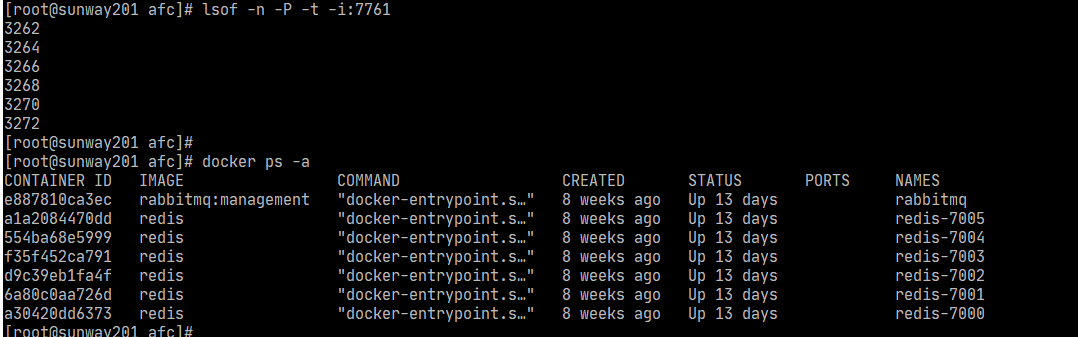 [root@sunway201 afc]# lsof -n -P -t -i:7761
3262
3264
3266
3268
3270
3272
[root@sunway201 afc]#
[root@sunway201 afc]# docker ps -a
CONTAINER ID   IMAGE                 COMMAND                  CREATED       STATUS       PORTS     NAMES
e887810ca3ec   rabbitmq:management   "docker-entrypoint.s…"   8 weeks ago   Up 13 days             rabbitmq
a1a2084470dd   redis                 "docker-entrypoint.s…"   8 weeks ago   Up 13 days             redis-7005
554ba68e5999   redis                 "docker-entrypoint.s…"   8 weeks ago   Up 13 days             redis-7004
f35f452ca791   redis                 "docker-entrypoint.s…"   8 weeks ago   Up 13 days             redis-7003
d9c39eb1fa4f   redis                 "docker-entrypoint.s…"   8 weeks ago   Up 13 days             redis-7002
6a80c0aa726d   redis                 "docker-entrypoint.s…"   8 weeks ago   Up 13 days             redis-7001
a30420dd6373   redis                 "docker-entrypoint.s…"   8 weeks ago   Up 13 days             redis-7000
[root@sunway201 afc]#